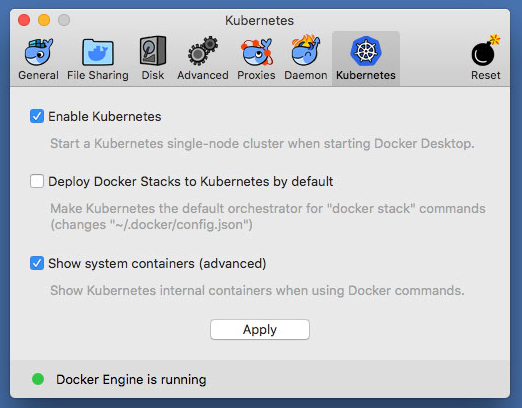 Kubernetes
General File Sharing Disk Advanced Proxies Daemon Kubernetes Reset
Enable Kubernetes
Start a Kubernetes single-node cluster when starting Docker Desktop.
Deploy Docker Stacks to Kubernetes by default
Make Kubernetes the default orchestrator for "docker stack" commands
(changes "~/.docker/config.json")
Show system containers (advanced)
Show Kubernetes internal containers when using Docker commands.
Apply
Docker Engine is running